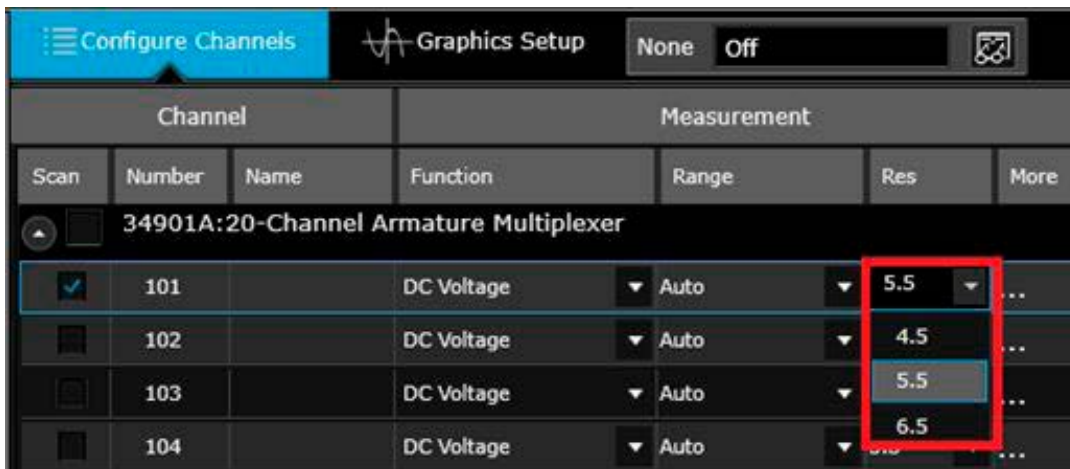 Configure Channels Graphics Setup None Off
Channel Measurement
Scan Number Name Function Range Res More
34901A:20-Channel Armature Multiplexer
101 DC Voltage Auto 5.5 ...
102 DC Voltage Auto 4.5 ...
103 DC Voltage Auto 5.5 ...
104 DC Voltage Auto 6.5 ...